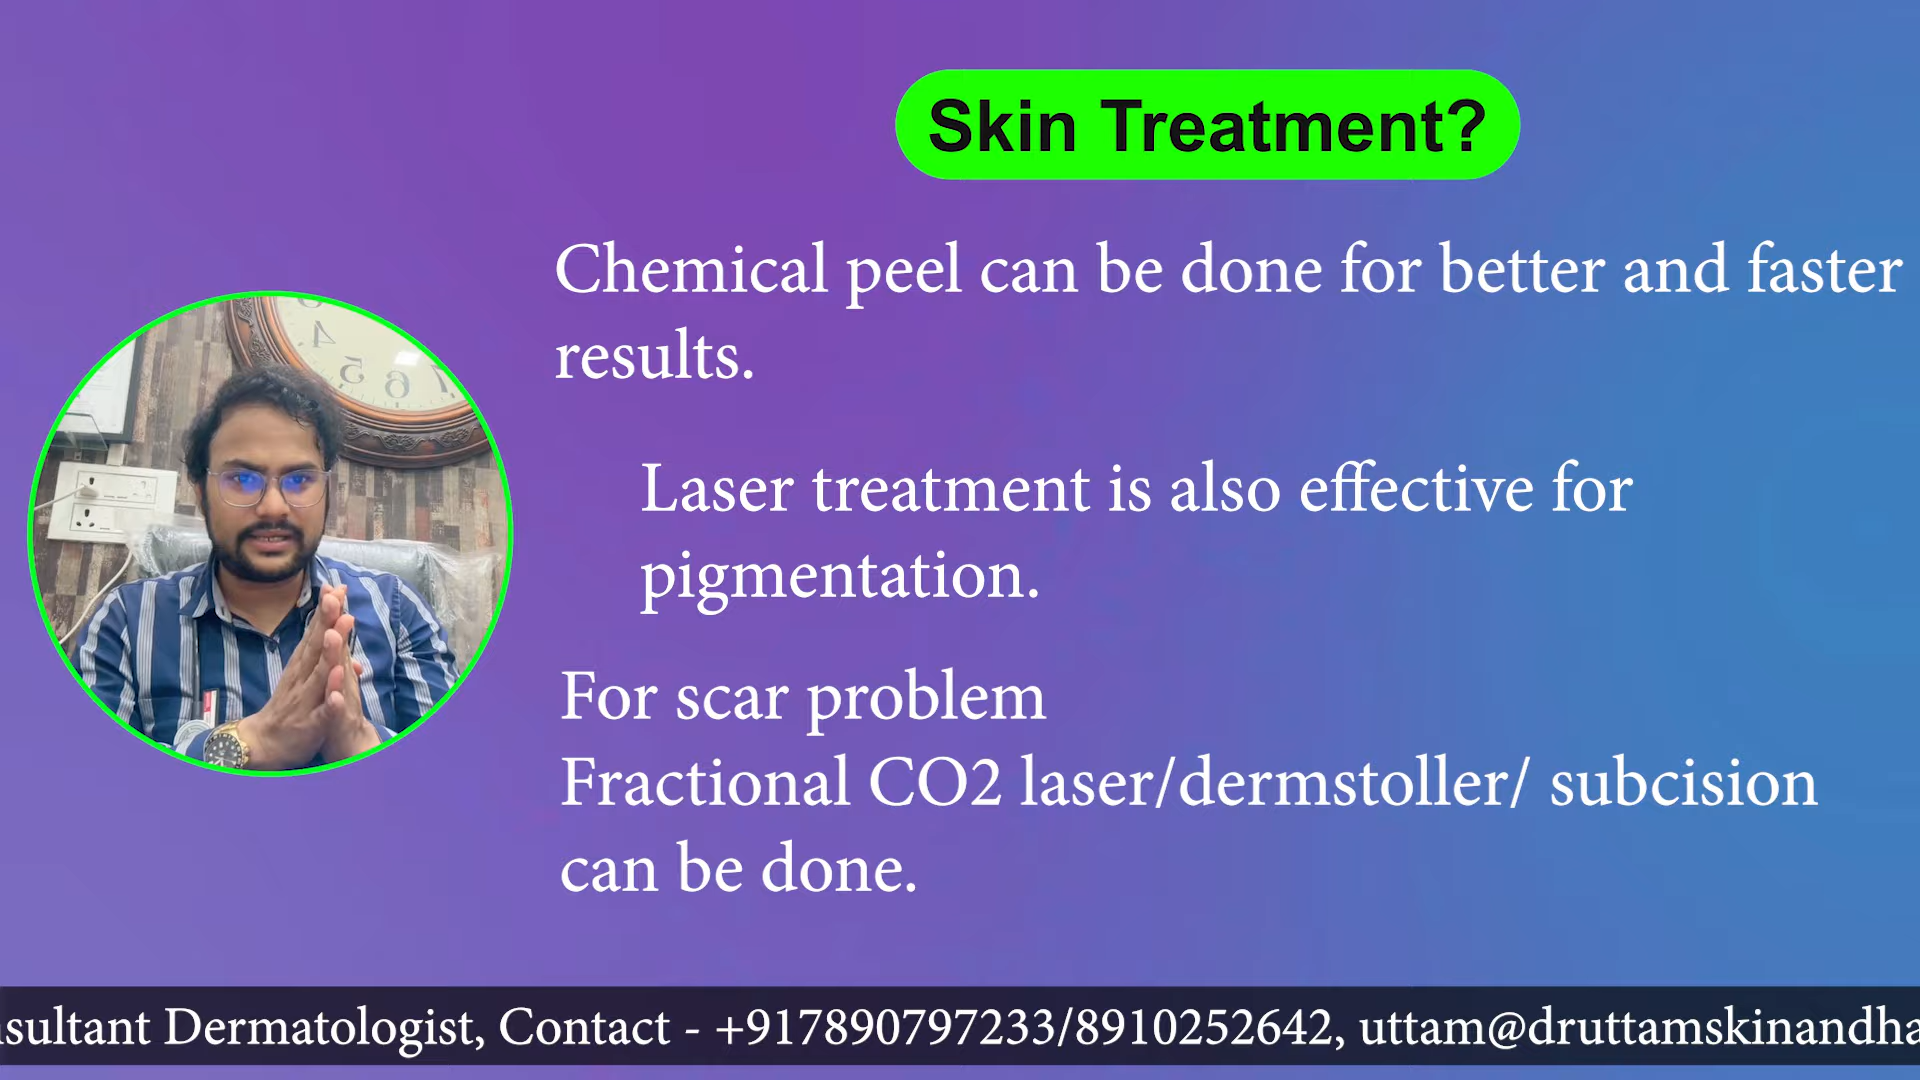 Skin Treatment?
Chemical peel can be done for better and faster
results.
Laser treatment is also effective for
pigmentation.
For scar problem
Fractional CO2 laser/dermstoller/ subcision
can be done.
nsultant Dermatologist, Contact - +917890797233/8910252642, uttam@druttamskinandha